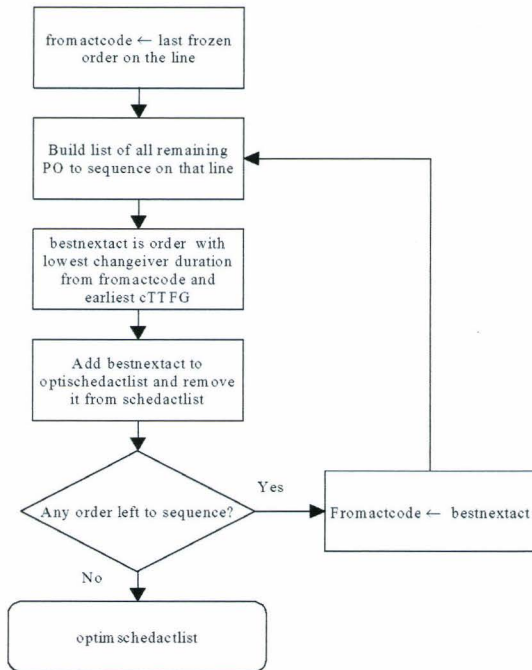 fromactcode ← last frozen
order on the line
Build list of all remaining
PO to sequence on that line
bestnextact is order with
lowest changeiver duration
from fromactcode and
earliest cTTFG
Add bestnextact to
optischedactlist and remove
it from schedactlist
Any order left to sequence?
Yes
Fromactcode ← bestnextact
No
optimschedactlist